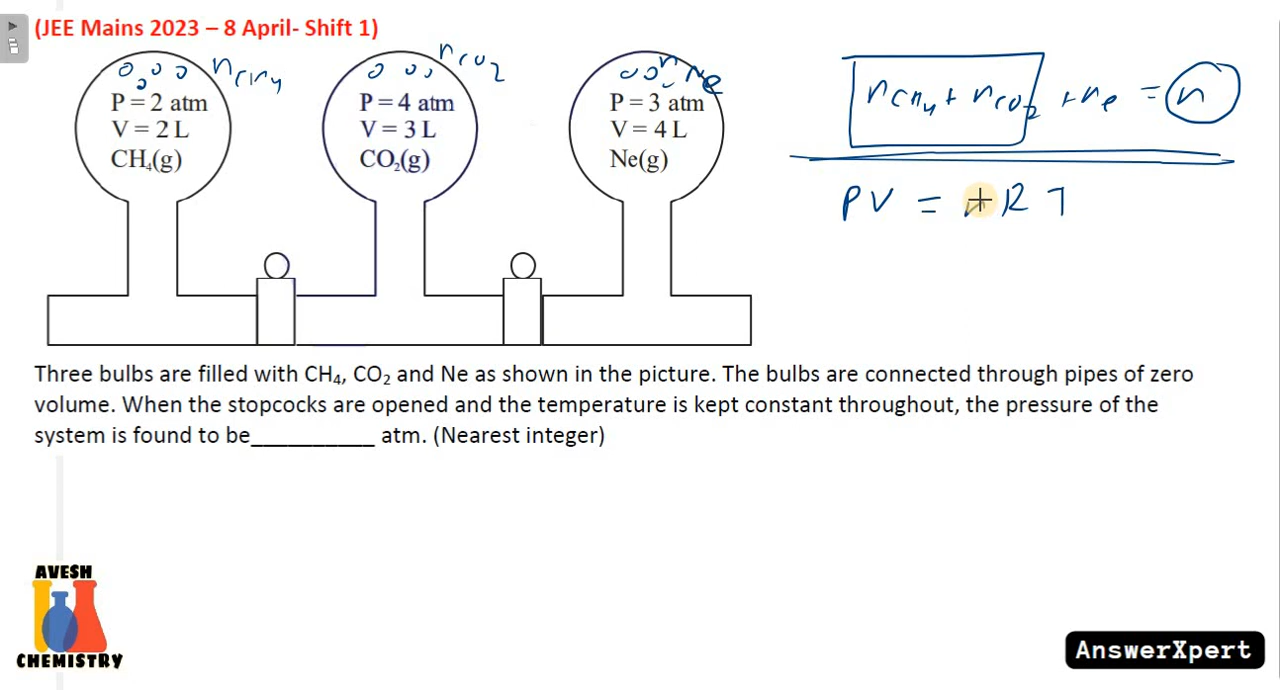 (JEE Mains 2023 – 8 April- Shift 1)
nCH4
P = 2 atm
V = 2 L
CH4(g)
nCO2
P = 4 atm
V = 3 L
CO2(g)
nNe
P = 3 atm
V = 4 L
Ne(g)
nCH4 + nCO2 + ne = n
PV = nRT
Three bulbs are filled with CH4, CO2 and Ne as shown in the picture. The bulbs are connected through pipes of zero
volume. When the stopcocks are opened and the temperature is kept constant throughout, the pressure of the
system is found to be__________ atm. (Nearest integer)
AVESH
CHEMISTRY
AnswerXpert